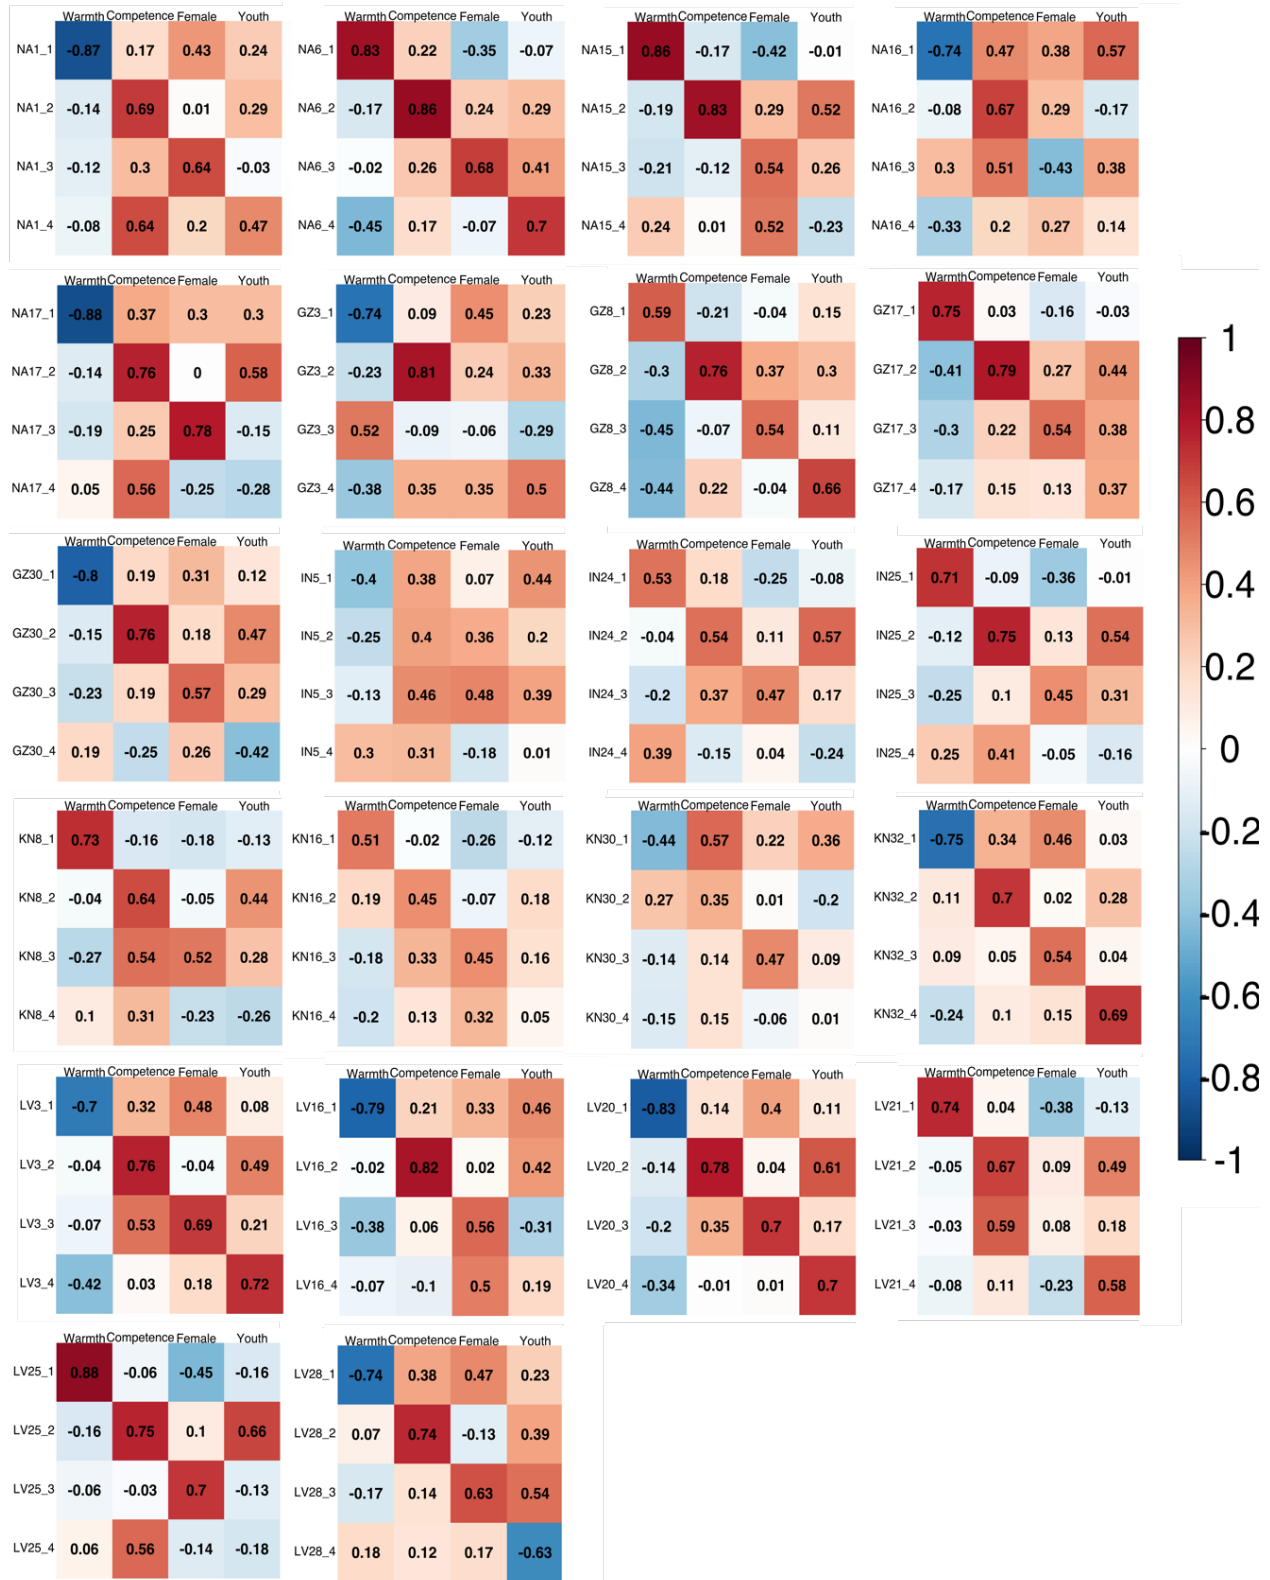 Warmth Competence Female Youth
NA1_1 -0.87 0.17 0.43 0.24
NA1_2 -0.14 0.69 0.01 0.29
NA1_3 -0.12 0.3 0.64 -0.03
NA1_4 -0.08 0.64 0.2 0.47
Warmth Competence Female Youth
NA6_1 0.83 0.22 -0.35 -0.07
NA6_2 -0.17 0.86 0.24 0.29
NA6_3 -0.02 0.26 0.68 0.41
NA6_4 -0.45 0.17 -0.07 0.7
Warmth Competence Female Youth
NA15_1 0.86 -0.17 -0.42 -0.01
NA15_2 -0.19 0.83 0.29 0.52
NA15_3 -0.21 -0.12 0.54 0.26
NA15_4 0.24 0.01 0.52 -0.23
Warmth Competence Female Youth
NA16_1 -0.74 0.47 0.38 0.57
NA16_2 -0.08 0.67 0.29 -0.17
NA16_3 0.3 0.51 -0.43 0.38
NA16_4 -0.33 0.2 0.27 0.14
Warmth Competence Female Youth
NA17_1 -0.88 0.37 0.3 0.3
NA17_2 -0.14 0.76 0 0.58
NA17_3 -0.19 0.25 0.78 -0.15
NA17_4 0.05 0.56 -0.25 -0.28
Warmth Competence Female Youth
GZ3_1 -0.74 0.09 0.45 0.23
GZ3_2 -0.23 0.81 0.24 0.33
GZ3_3 0.52 -0.09 -0.06 -0.29
GZ3_4 -0.38 0.35 0.35 0.5
Warmth Competence Female Youth
GZ8_1 0.59 -0.21 -0.04 0.15
GZ8_2 -0.3 0.76 0.37 0.3
GZ8_3 -0.45 -0.07 0.54 0.11
GZ8_4 -0.44 0.22 -0.04 0.66
Warmth Competence Female Youth
GZ17_1 0.75 0.03 -0.16 -0.03
GZ17_2 -0.41 0.79 0.27 0.44
GZ17_3 -0.3 0.22 0.54 0.38
GZ17_4 -0.17 0.15 0.13 0.37
Warmth Competence Female Youth
GZ30_1 -0.8 0.19 0.31 0.12
GZ30_2 -0.15 0.76 0.18 0.47
GZ30_3 -0.23 0.19 0.57 0.29
GZ30_4 0.19 -0.25 0.26 -0.42
Warmth Competence Female Youth
IN5_1 -0.4 0.38 0.07 0.44
IN5_2 -0.25 0.4 0.36 0.2
IN5_3 -0.13 0.46 0.48 0.39
IN5_4 0.3 0.31 -0.18 0.01
Warmth Competence Female Youth
IN24_1 0.53 0.18 -0.25 -0.08
IN24_2 -0.04 0.54 0.11 0.57
IN24_3 -0.2 0.37 0.47 0.17
IN24_4 0.39 -0.15 0.04 -0.24
Warmth Competence Female Youth
IN25_1 0.71 -0.09 -0.36 -0.01
IN25_2 -0.12 0.75 0.13 0.54
IN25_3 -0.25 0.1 0.45 0.31
IN25_4 0.25 0.41 -0.05 -0.16
Warmth Competence Female Youth
KN8_1 0.73 -0.16 -0.18 -0.13
KN8_2 -0.04 0.64 -0.05 0.44
KN8_3 -0.27 0.54 0.52 0.28
KN8_4 0.1 0.31 -0.23 -0.26
Warmth Competence Female Youth
KN16_1 0.51 -0.02 -0.26 -0.12
KN16_2 0.19 0.45 -0.07 0.18
KN16_3 -0.18 0.33 0.45 0.16
KN16_4 -0.2 0.13 0.32 0.05
Warmth Competence Female Youth
KN30_1 -0.44 0.57 0.22 0.36
KN30_2 0.27 0.35 0.01 -0.2
KN30_3 -0.14 0.14 0.47 0.09
KN30_4 -0.15 0.15 -0.06 0.01
Warmth Competence Female Youth
KN32_1 -0.75 0.34 0.46 0.03
KN32_2 0.11 0.7 0.02 0.28
KN32_3 0.09 0.05 0.54 0.04
KN32_4 -0.24 0.1 0.15 0.69
Warmth Competence Female Youth
LV3_1 -0.7 0.32 0.48 0.08
LV3_2 -0.04 0.76 -0.04 0.49
LV3_3 -0.07 0.53 0.69 0.21
LV3_4 -0.42 0.03 0.18 0.72
Warmth Competence Female Youth
LV16_1 -0.79 0.21 0.33 0.46
LV16_2 -0.02 0.82 0.02 0.42
LV16_3 -0.38 0.06 0.56 -0.31
LV16_4 -0.07 -0.1 0.5 0.19
Warmth Competence Female Youth
LV20_1 -0.83 0.14 0.4 0.11
LV20_2 -0.14 0.78 0.04 0.61
LV20_3 -0.2 0.35 0.7 0.17
LV20_4 -0.34 -0.01 0.01 0.7
Warmth Competence Female Youth
LV21_1 0.74 0.04 -0.38 -0.13
LV21_2 -0.05 0.67 0.09 0.49
LV21_3 -0.03 0.59 0.08 0.18
LV21_4 -0.08 0.11 -0.23 0.58
Warmth Competence Female Youth
LV25_1 0.88 -0.06 -0.45 -0.16
LV25_2 -0.16 0.75 0.1 0.66
LV25_3 -0.06 -0.03 0.7 -0.13
LV25_4 0.06 0.56 -0.14 -0.18
Warmth Competence Female Youth
LV28_1 -0.74 0.38 0.47 0.23
LV28_2 0.07 0.74 -0.13 0.39
LV28_3 -0.17 0.14 0.63 0.54
LV28_4 0.18 0.12 0.17 -0.63
1
0.8
0.6
0.4
0.2
0
-0.2
-0.4
-0.6
-0.8
-1